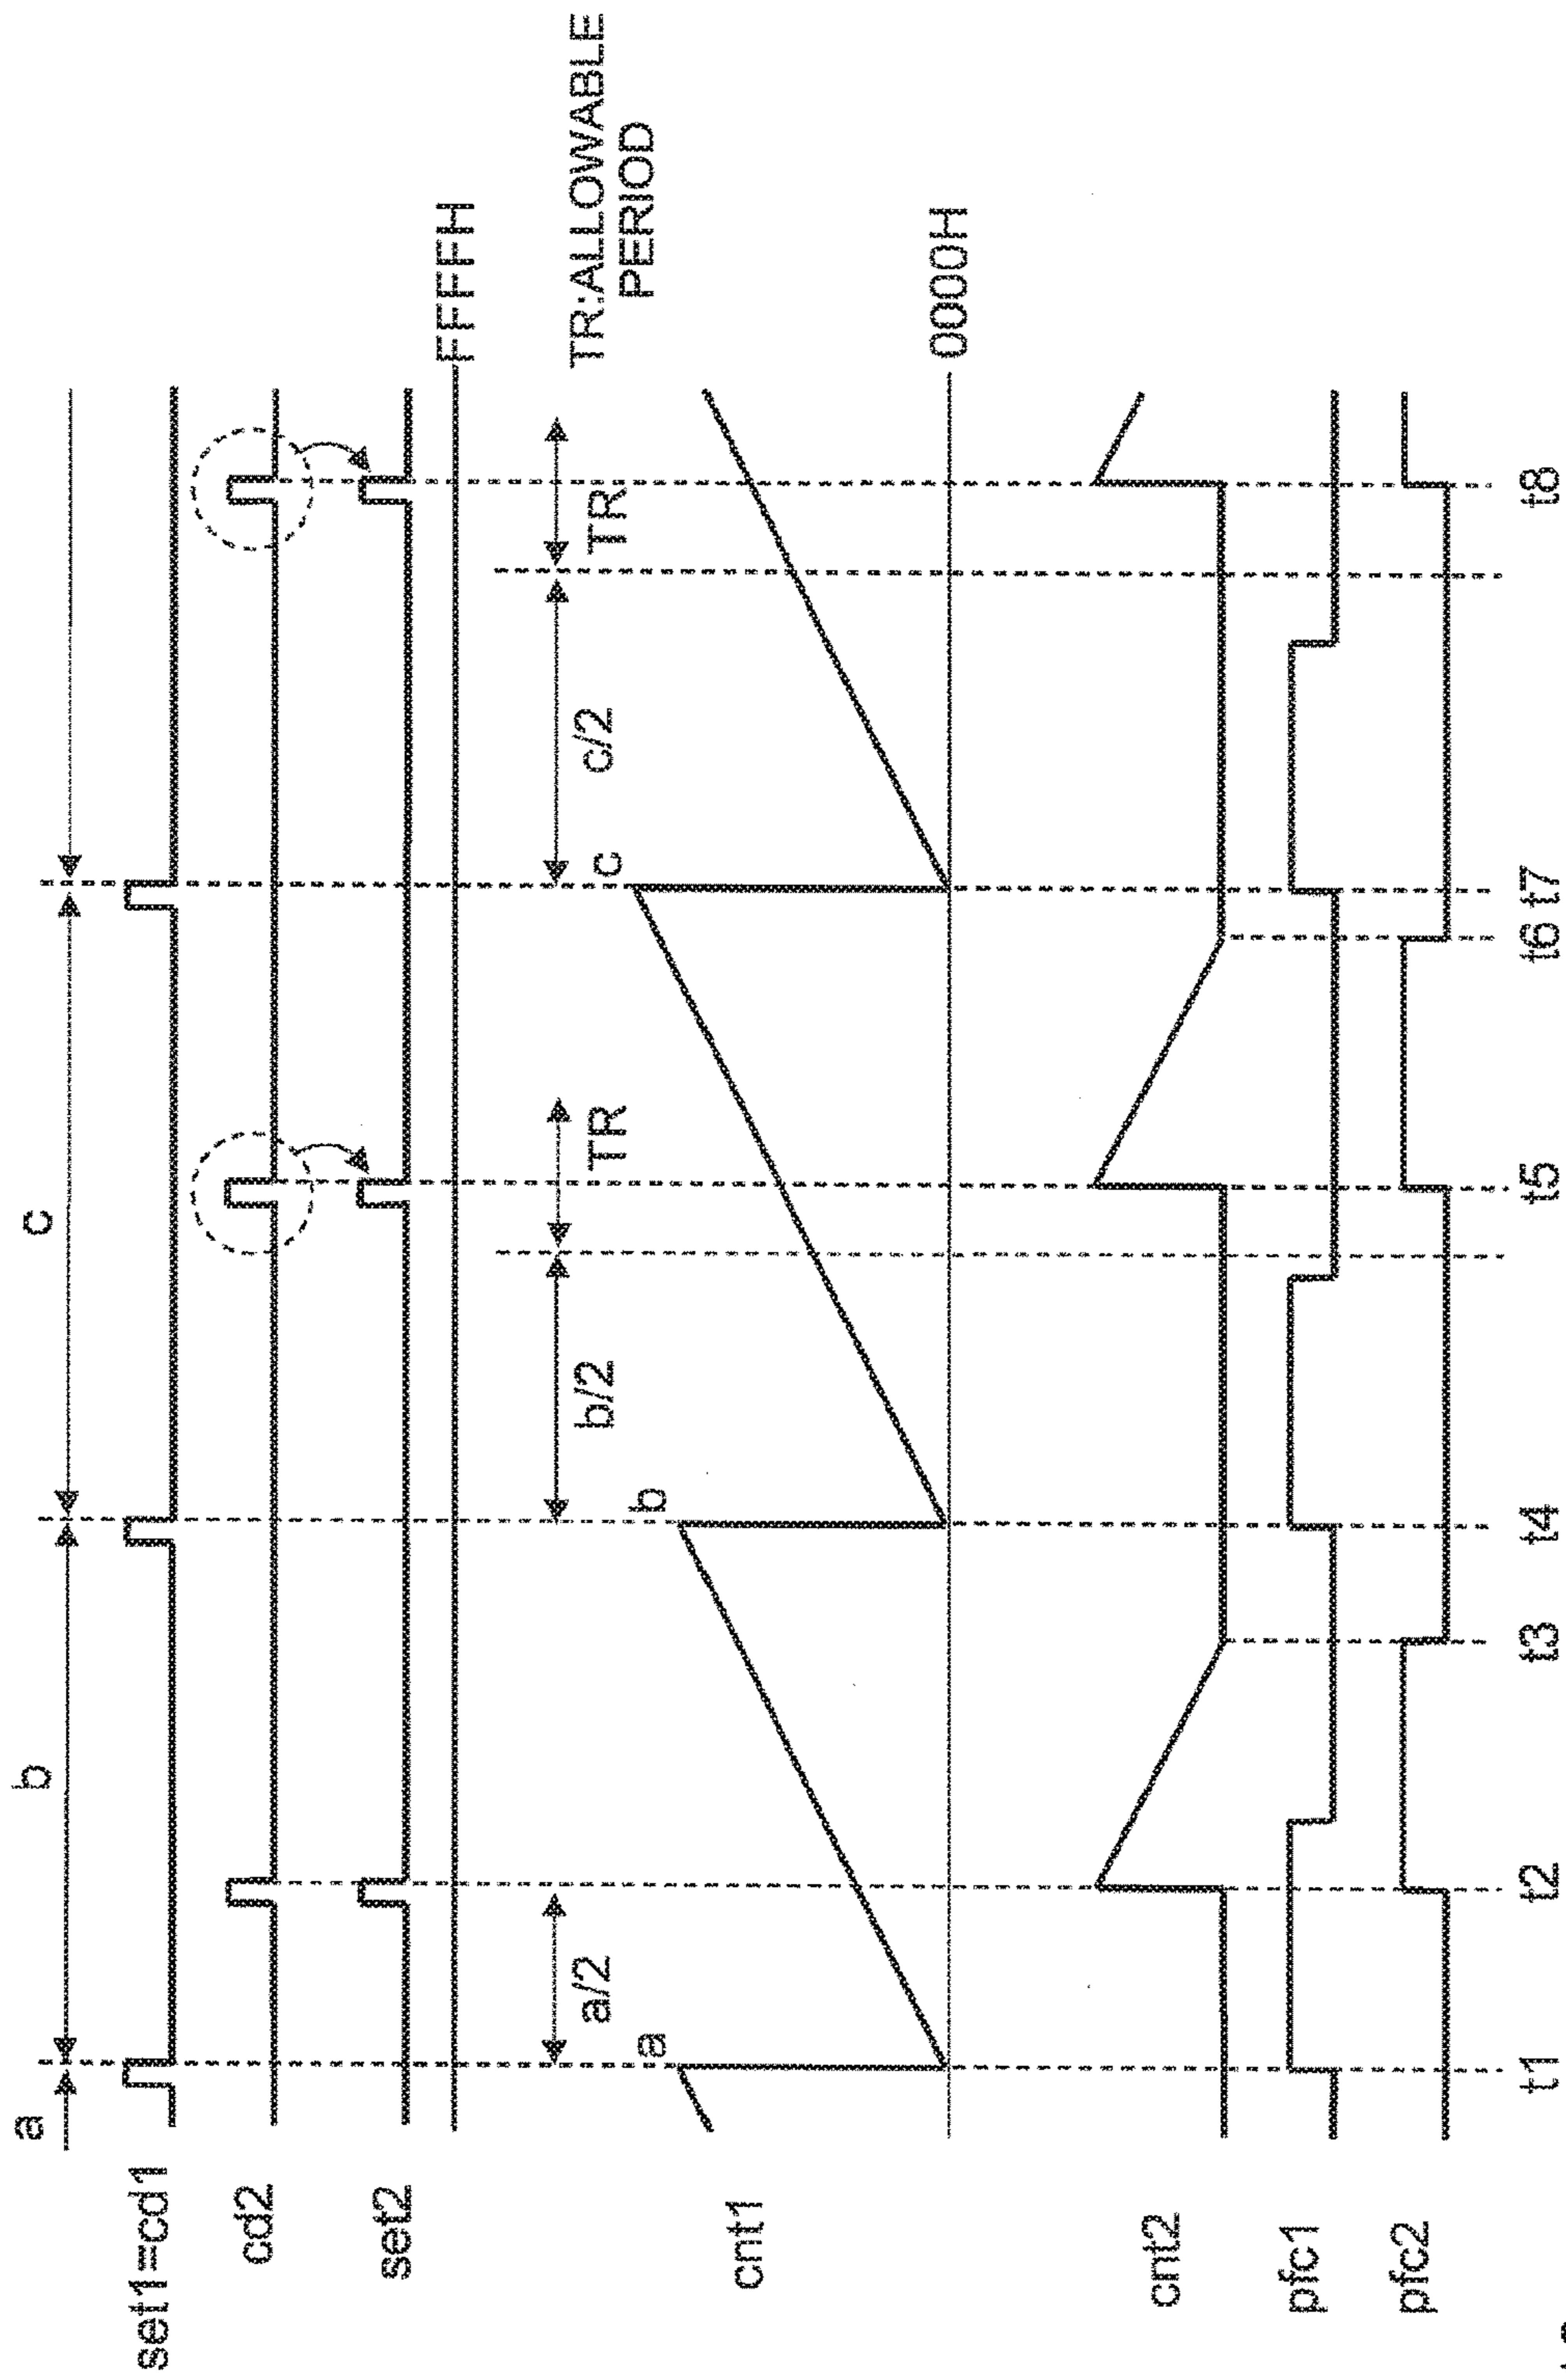 a
b
c
set1=cd1
cd2
set2
FFFFH
a/2
b/2
TR
c/2
TR
TR:ALLOWABLE
PERIOD
cnt1
a
b
c
0000H
cnt2
pfc1
pfc2
t1
t2
t3
t4
t5
t6
t7
t8